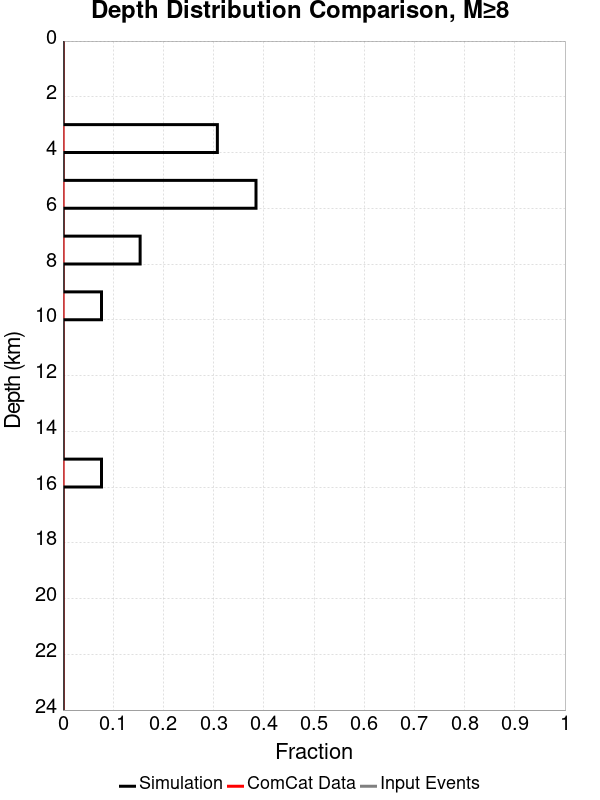 Depth Distribution Comparison, M≥8
0
2
4
6
8
10
12
14
16
18
20
22
24
Depth (km)
0 0.1 0.2 0.3 0.4 0.5 0.6 0.7 0.8 0.9 1
Fraction
Simulation ComCat Data Input Events